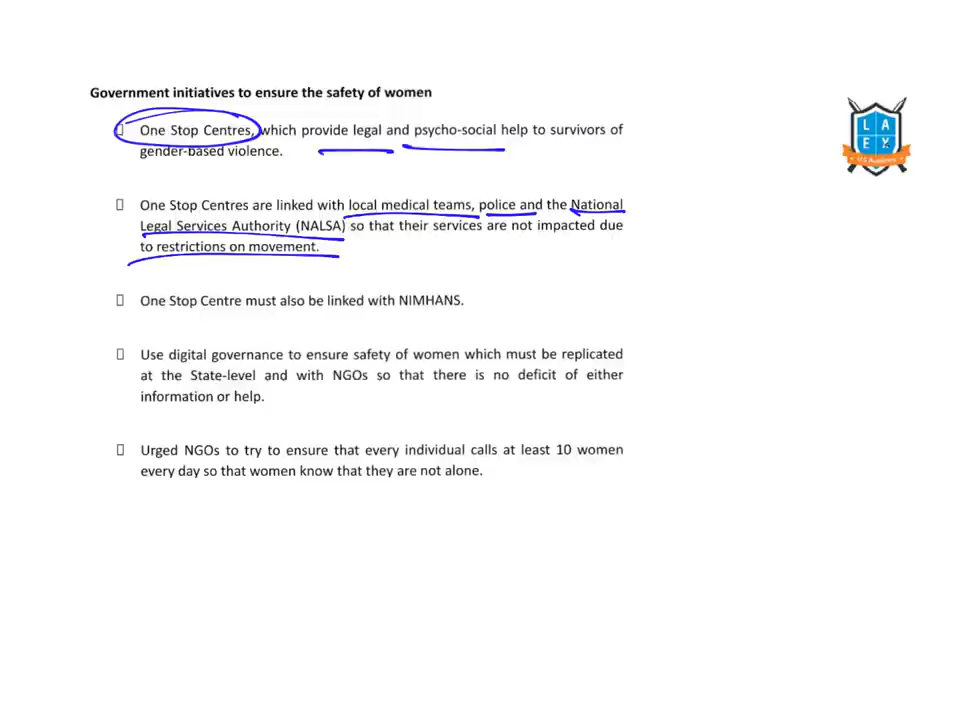 Government initiatives to ensure the safety of women
One Stop Centres, which provide legal and psycho-social help to survivors of
gender-based violence.
One Stop Centres are linked with local medical teams, police and the National
Legal Services Authority (NALSA) so that their services are not impacted due
to restrictions on movement.
One Stop Centre must also be linked with NIMHANS.
Use digital governance to ensure safety of women which must be replicated
at the State-level and with NGOs so that there is no deficit of either
information or help.
Urged NGOs to try to ensure that every individual calls at least 10 women
every day so that women know that they are not alone.
L A
E X